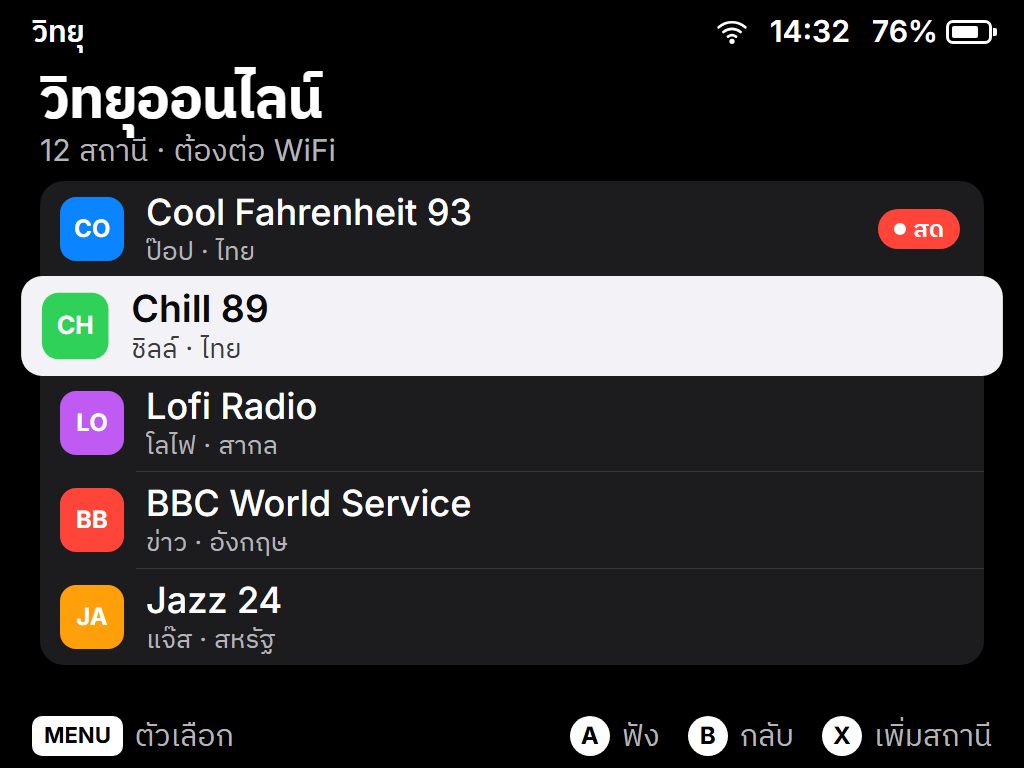 วิทยุ 14:32 76%
วิทยุออนไลน์
12 สถานี · ต้องต่อ WiFi
CO Cool Fahrenheit 93
ป๊อป · ไทย
สด
CH Chill 89
ชิลล์ · ไทย
LO Lofi Radio
โลไฟ · สากล
BB BBC World Service
ข่าว · อังกฤษ
JA Jazz 24
แจ๊ส · สหรัฐ
MENU ตัวเลือก A ฟัง B กลับ X เพิ่มสถานี